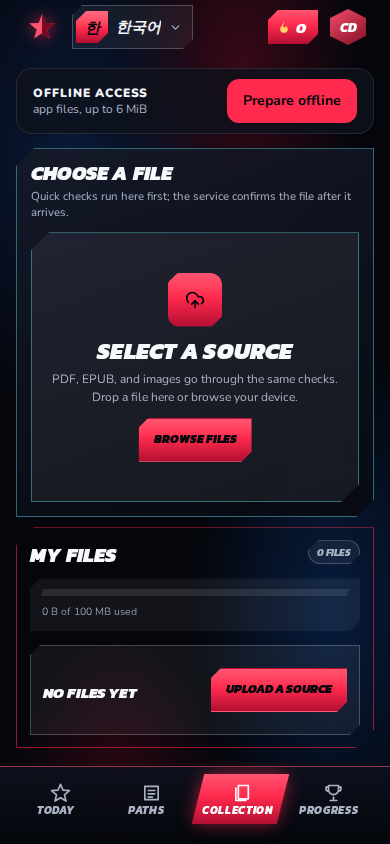 한 한국어
0
CD
OFFLINE ACCESS
app files, up to 6 MiB
Prepare offline
CHOOSE A FILE
Quick checks run here first; the service confirms the file after it
arrives.
SELECT A SOURCE
PDF, EPUB, and images go through the same checks.
Drop a file here or browse your device.
BROWSE FILES
MY FILES
0 FILES
0 B of 100 MB used
NO FILES YET
UPLOAD A SOURCE
TODAY
PATHS
COLLECTION
PROGRESS